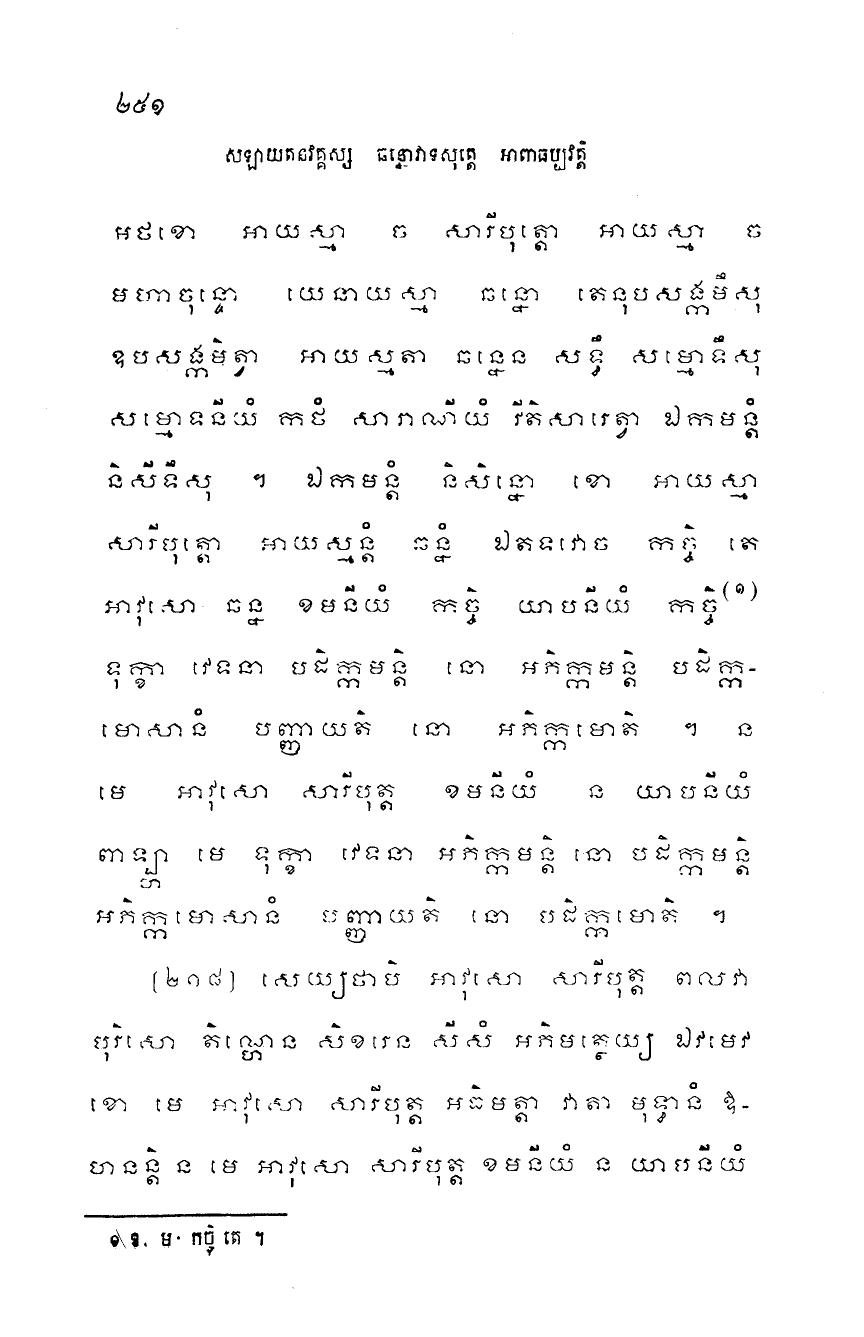 ២៥១
សឡាយតនវគ្គស្ស ឆន្នោវាទសុត្តេ អាពាធប្បវត្តិ
អថខោ អាយស្មា ច សារីបុត្តោ អាយស្មា ច
មហាចុន្ទោ យេនាយស្មា ឆន្នោ តេនុបសង្កមឹសុ
ឧបសង្កមិត្វា អាយស្មតា ឆន្នេន សទ្ធឹ សម្មោទឹសុ
សម្មោទនីយំ កថំ សារាណីយំ វីតិសារេត្វា ឯកមន្តំ
និសីទឹសុ ។ ឯកមន្តំ និសិន្នោ ខោ អាយស្មា
សារីបុត្តោ អាយស្មន្តំ ឆន្នំ ឯតទវោច កច្ចិ តេ
អាវុសោ ឆន្ន ខមនីយំ កច្ចិ យាបនីយំ កច្ចិ(១)
ទុក្ខា វេទនា បដិក្កមន្តិ នោ អភិក្កមន្តិ បដិក្ក-
មោសានំ បញ្ញាយតិ នោ អភិក្កមោតិ ។ ន
មេ អាវុសោ សារីបុត្ត ខមនីយំ ន យាបនីយំ
ពាឡ្ហា មេ ទុក្ខា វេទនា អភិក្កមន្តិ នោ បដិក្កមន្តិ
អភិក្កមោសានំ បញ្ញាយតិ នោ បដិក្កមោតិ ។
[២១៨] សេយ្យថាបិ អាវុសោ សារីបុត្ត ពលវា
បុរិសោ តិណ្ហេន សិខរេន សីសំ អភិមត្ថេយ្យ ឯវមេវ
ខោ មេ អាវុសោ សារីបុត្ត អធិមត្តា វាតា មុទ្ធានំ ឱ-
ហនន្តិ ន មេ អាវុសោ សារីបុត្ត ខមនីយំ ន យាបនីយំ
១ ឱ. ម. កច្ចិ តេ ។